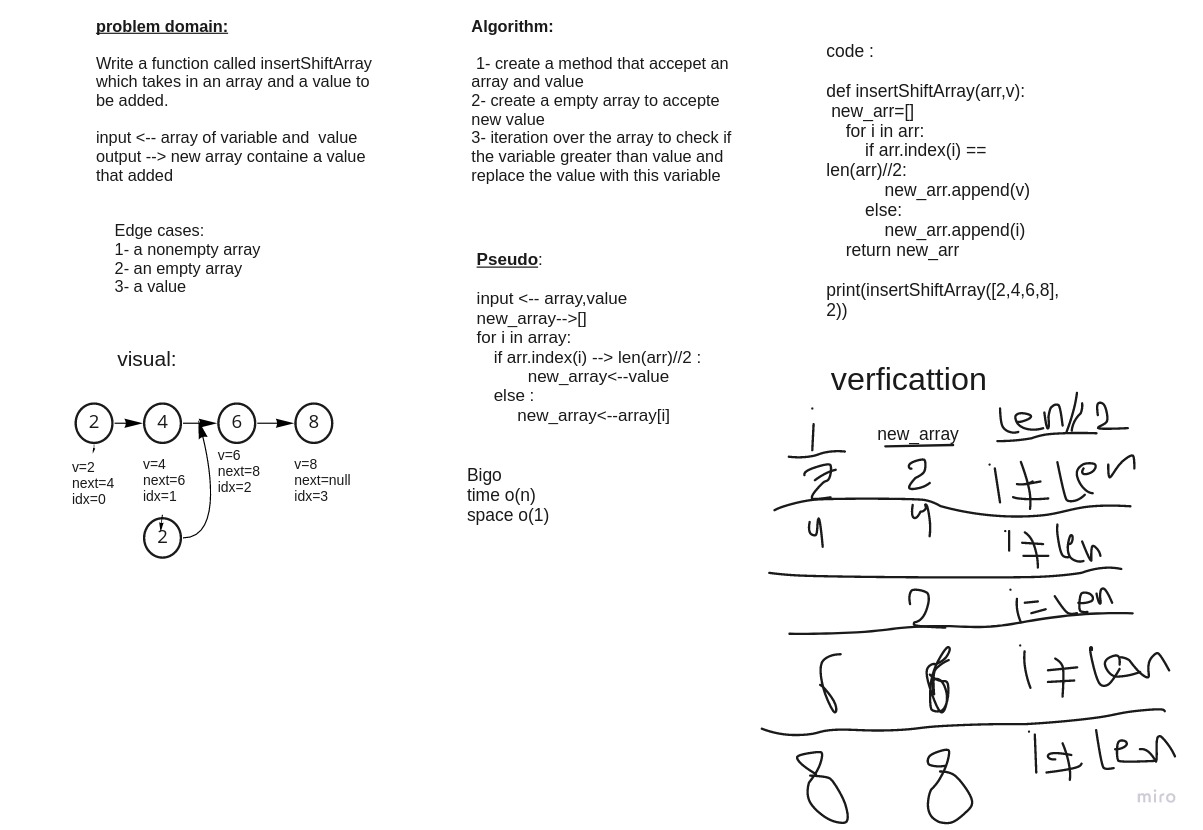 problem domain:
Write a function called insertShiftArray
which takes in an array and a value to
be added.
input <-- array of variable and  value
output --> new array containe a value
that added
Edge cases:
1- a nonempty array
2- an empty array
3- a value
visual:
2
4
6
8
v=2
next=4
idx=0
v=4
next=6
idx=1
v=6
next=8
idx=2
v=8
next=null
idx=3
2
Algorithm:
1- create a method that accepet an
array and value
2- create a empty array to accepte
new value
3- iteration over the array to check if
the variable greater than value and
replace the value with this variable
Pseudo:
input <-- array,value
new_array-->[]
for i in array:
if arr.index(i) --> len(arr)//2 :
new_array<--value
else :
new_array<--array[i]
Bigo
time o(n)
space o(1)
code :
def insertShiftArray(arr,v):
new_arr=[]
for i in arr:
if arr.index(i) ==
len(arr)//2:
new_arr.append(v)
else:
new_arr.append(i)
return new_arr
print(insertShiftArray([2,4,6,8],
2))
verficattion
i new_array len//2
2 2 i ≠ len
4 4 i ≠ len
2 i = len
6 6 i ≠ len
8 8 i ≠ len
miro